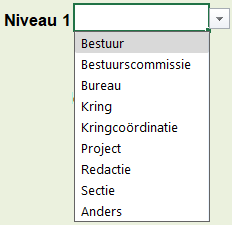 Niveau 1
Bestuur
Bestuurscommissie
Bureau
Kring
Kringcoördinatie
Project
Redactie
Sectie
Anders